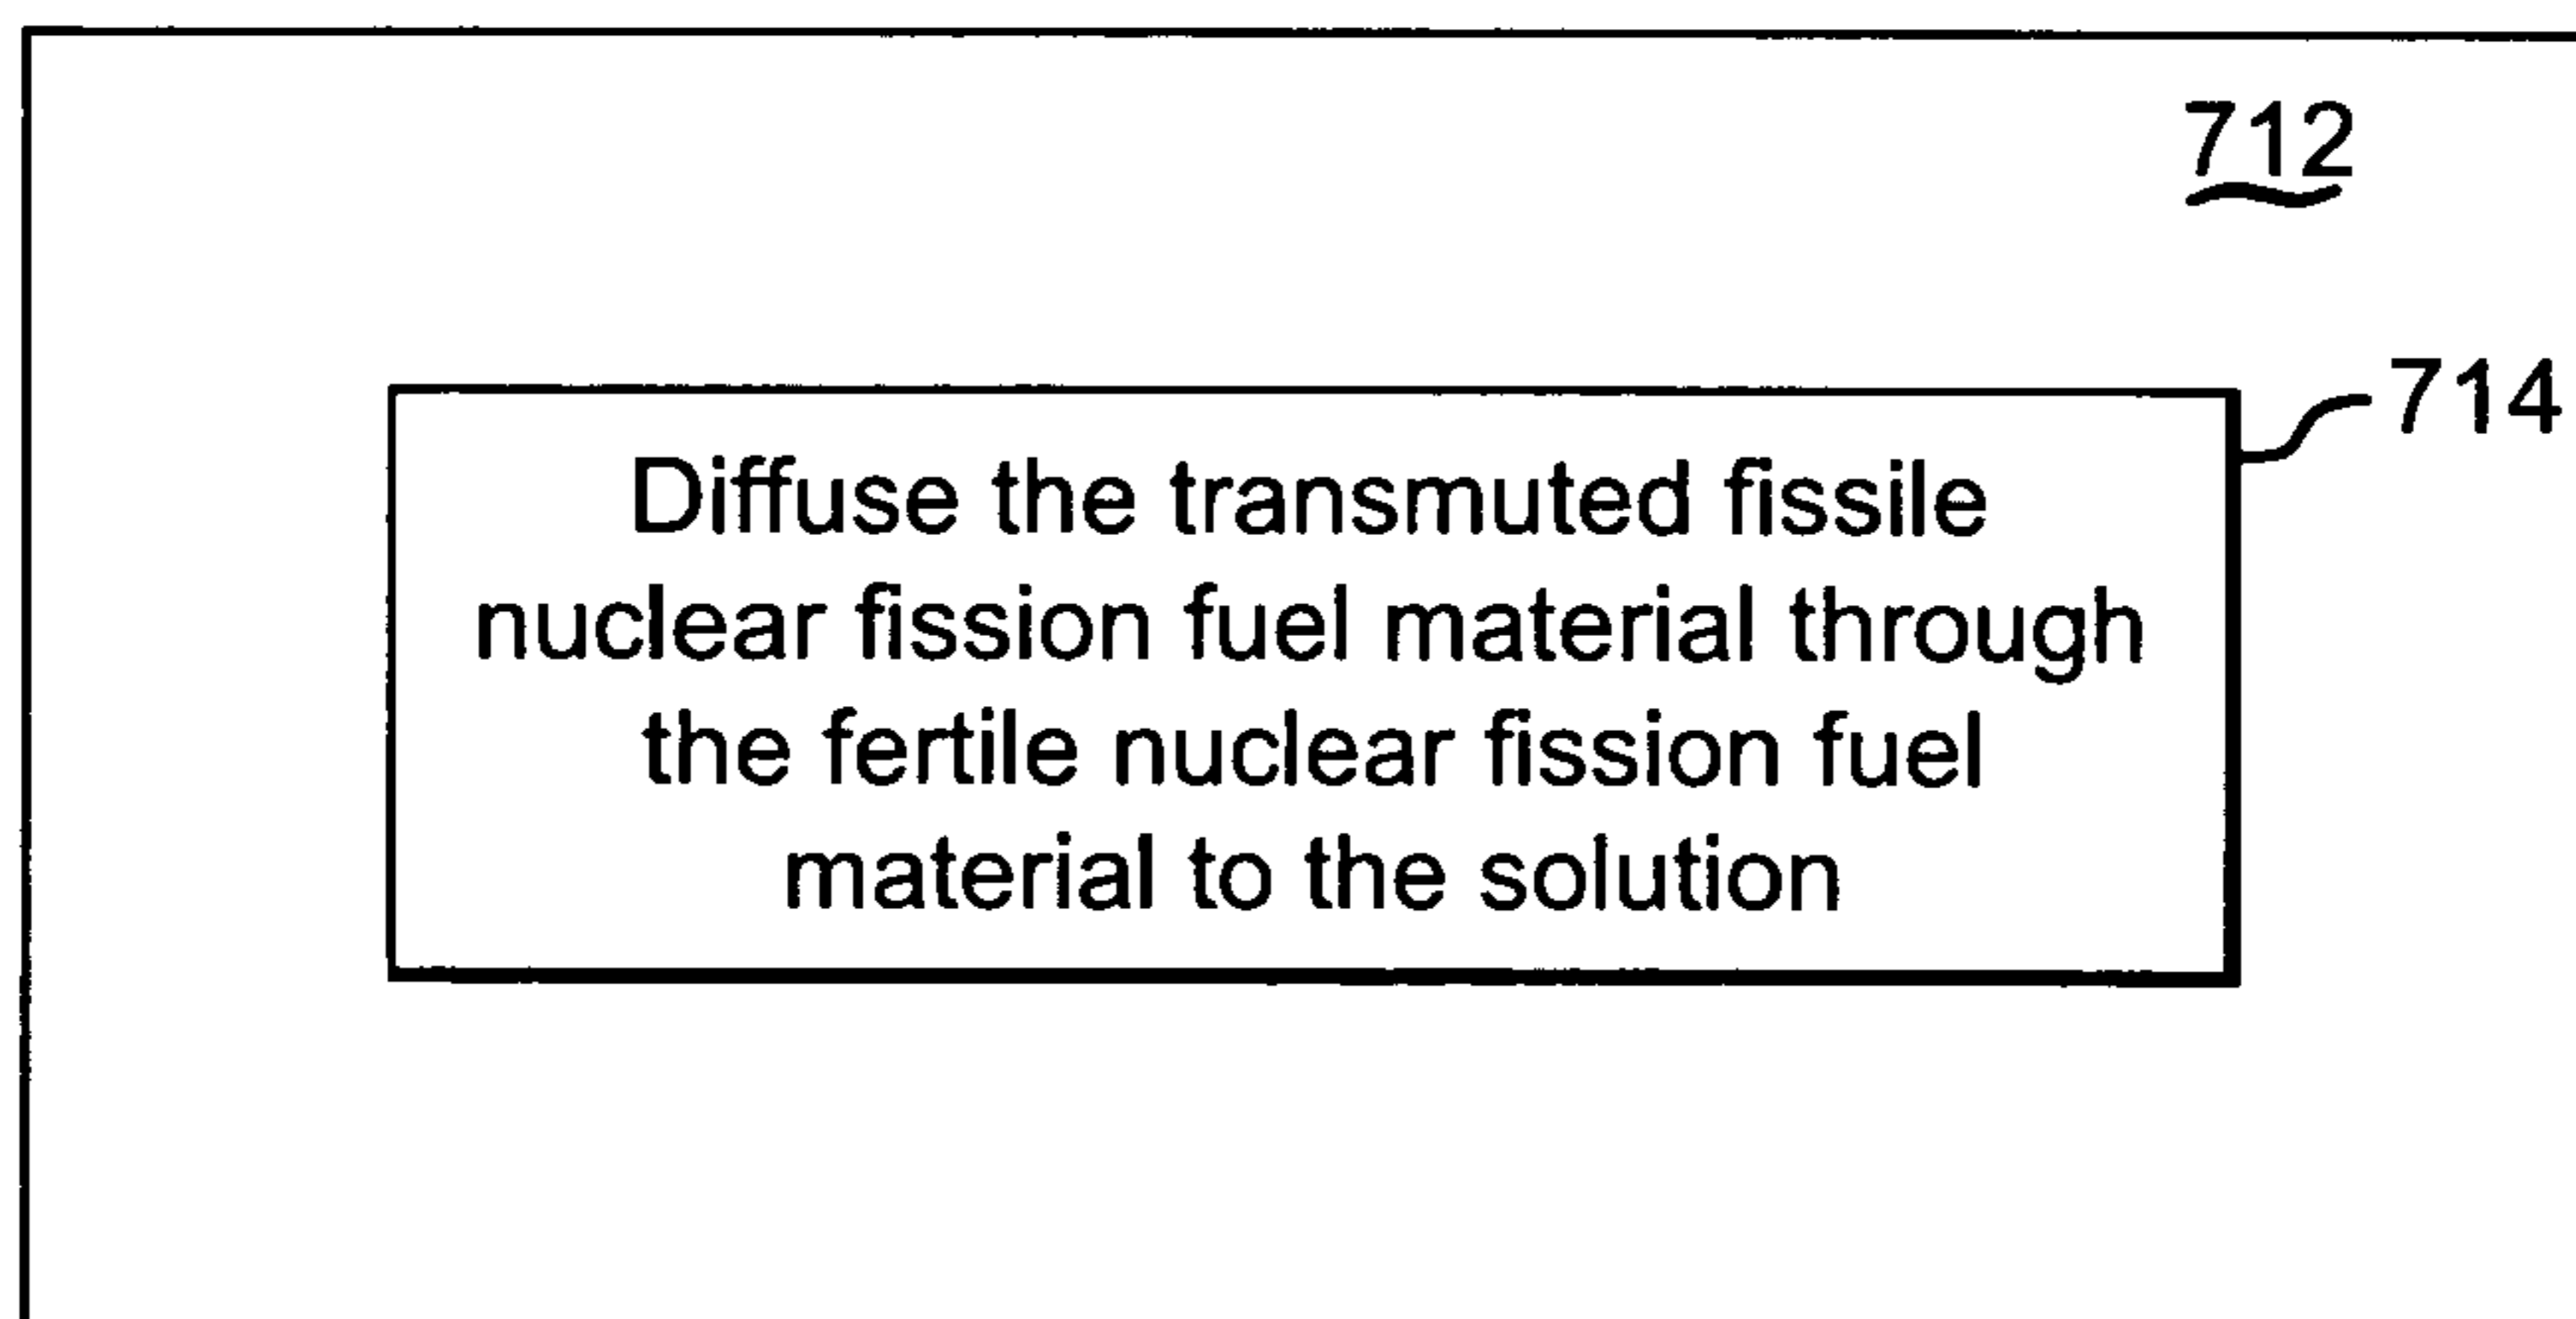 712
714
Diffuse the transmuted fissile
nuclear fission fuel material through
the fertile nuclear fission fuel
material to the solution